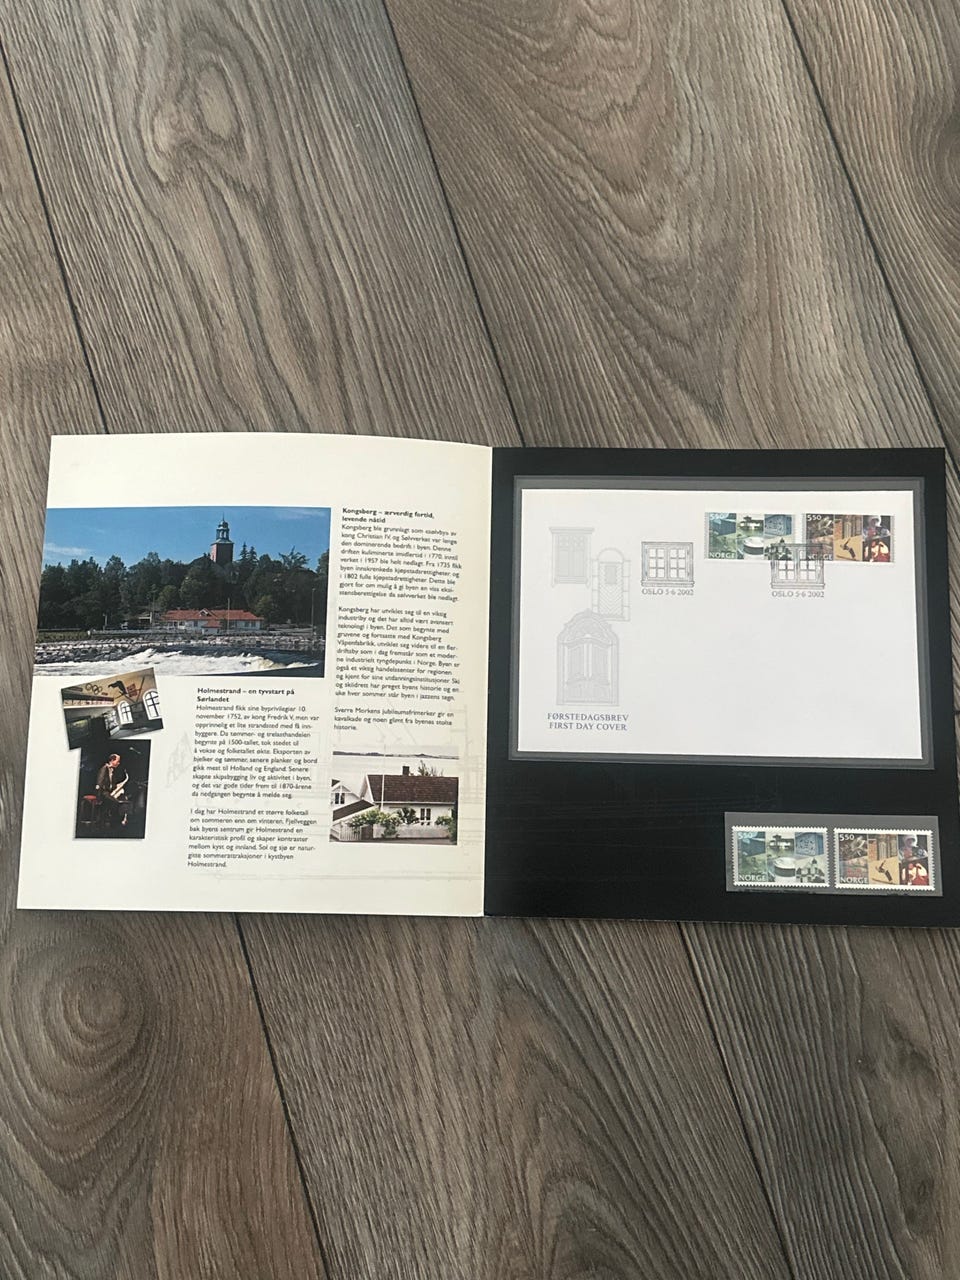 Kongsberg – ærverdig fortid,
levende nåtid
Kongsberg ble grunnlagt som «sølvby» av
kong Christian IV, og Sølvverket var lenge
den dominerende bedrift i byen. Denne
driften kuliminerte imidlertid i 1770, inntil
verket i 1957 ble helt nedlagt. Fra 1735 fikk
byen innskrenkede kjøpstadrettigheter, og
i 1802 fulle kjøpstadrettigheter. Dette ble
gjort for om mulig å gi byen en viss eksi-
stensberettigelse da sølvverket ble nedlagt.
Kongsberg har utviklet seg til en viktig
industriby og det har alltid vært avansert
teknologi i byen. Det som begynte med
gruvene og fortsatte med Kongsberg
Våpenfabrikk, utviklet seg videre til en
driftsby som i dag fremstår som et moder-
ne industrielt tyngdepunkt i Norge. Byen er
også et viktig handelssenter for regionen
og kjent for sine utdanningsinstitusjoner. Ski
og skiidrett har preget byens historie og en
uke hver sommer står byen i jazzens tegn.
Sverre Morkens jubileumsfrimerker gir en
kavalkade og noen glimt fra byenes stolte
historie.
Holmestrand – en tyvstart på
Sørlandet
Holmestrand fikk sine byprivilegier 10.
november 1752, av kong Fredrik V, men var
opprinnelig et lite strandsted med få inn-
byggere. Da tømmer- og trelasthandelen
begynte på 1500-tallet, tok stedet til
å vokse og folketallet økte. Eksporten av
bjelker og tømmer, senere planker og bord
gikk mest til Holland og England. Senere
skapte skipsbygging liv og aktivitet i byen,
og det var gode tider frem til 1870-årene
da nedgangen begynte å melde seg.
I dag har Holmestrand et større folketall
om sommeren enn om vinteren. Fjellveggen
bak byens sentrum gir Holmestrand en
karakteristisk profil og skaper kontraster
mellom kyst og innland. Sol og sjø er natur-
gitte sommerattraksjoner i kystbyen
Holmestrand.
5.50
NORGE
5.50
NORGE
OSLO 5·6 2002
OSLO 5·6 2002
FØRSTEDAGSBREV
FIRST DAY COVER
5.50
NORGE
5.50
NORGE